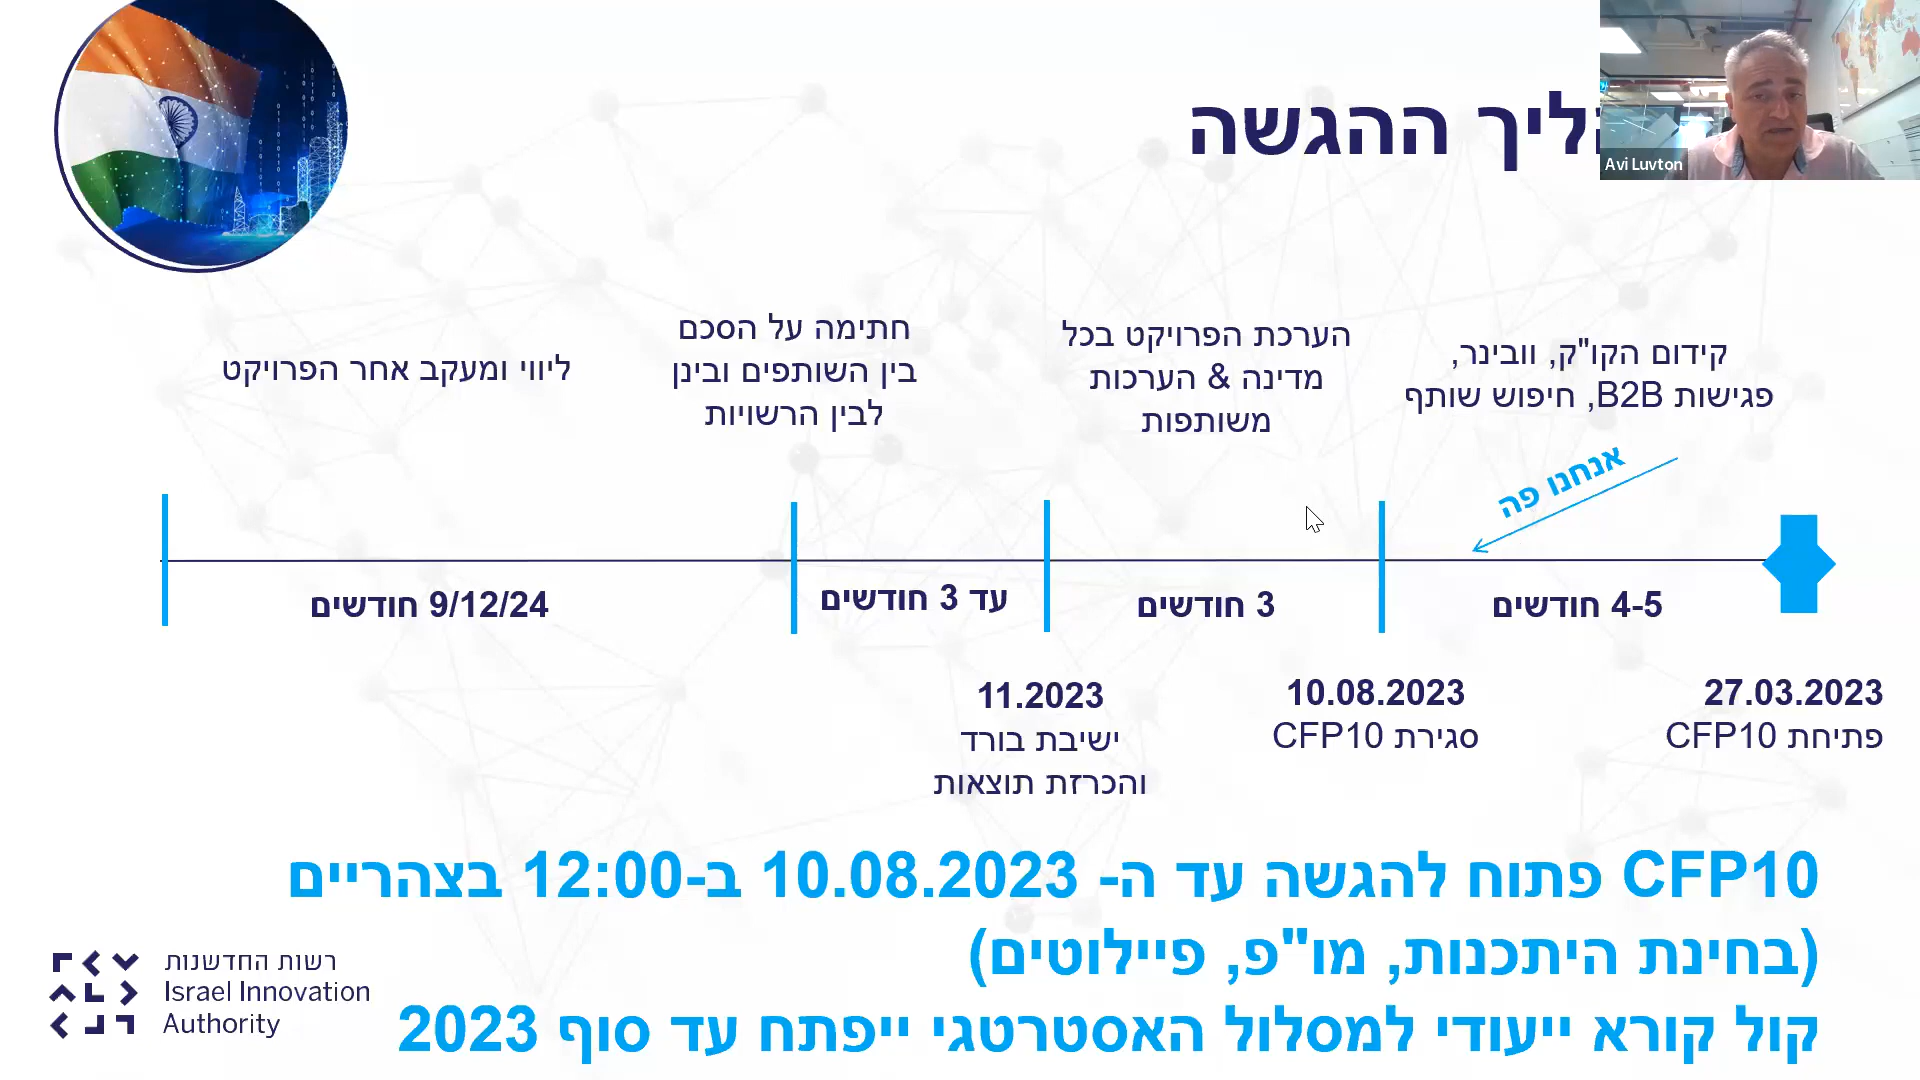 הליך ההגשה
Avi Luvton
קידום הקו"ק, וובינר,
פגישות B2B, חיפוש שותף
הערכת הפרויקט בכל
מדינה & הערכות
משותפות
חתימה על הסכם
בין השותפים ובינן
לבין הרשויות
ליווי ומעקב אחר הפרויקט
אנחנו פה
4-5 חודשים
3 חודשים
עד 3 חודשים
9/12/24 חודשים
27.03.2023
פתיחת CFP10
10.08.2023
סגירת CFP10
11.2023
ישיבת בורד
והכרזת תוצאות
CFP10 פתוח להגשה עד ה- 10.08.2023 ב-12:00 בצהריים
(בחינת היתכנות, מו"פ, פיילוטים)
קול קורא ייעודי למסלול האסטרטגי ייפתח עד סוף 2023
רשות החדשנות
Israel Innovation
Authority